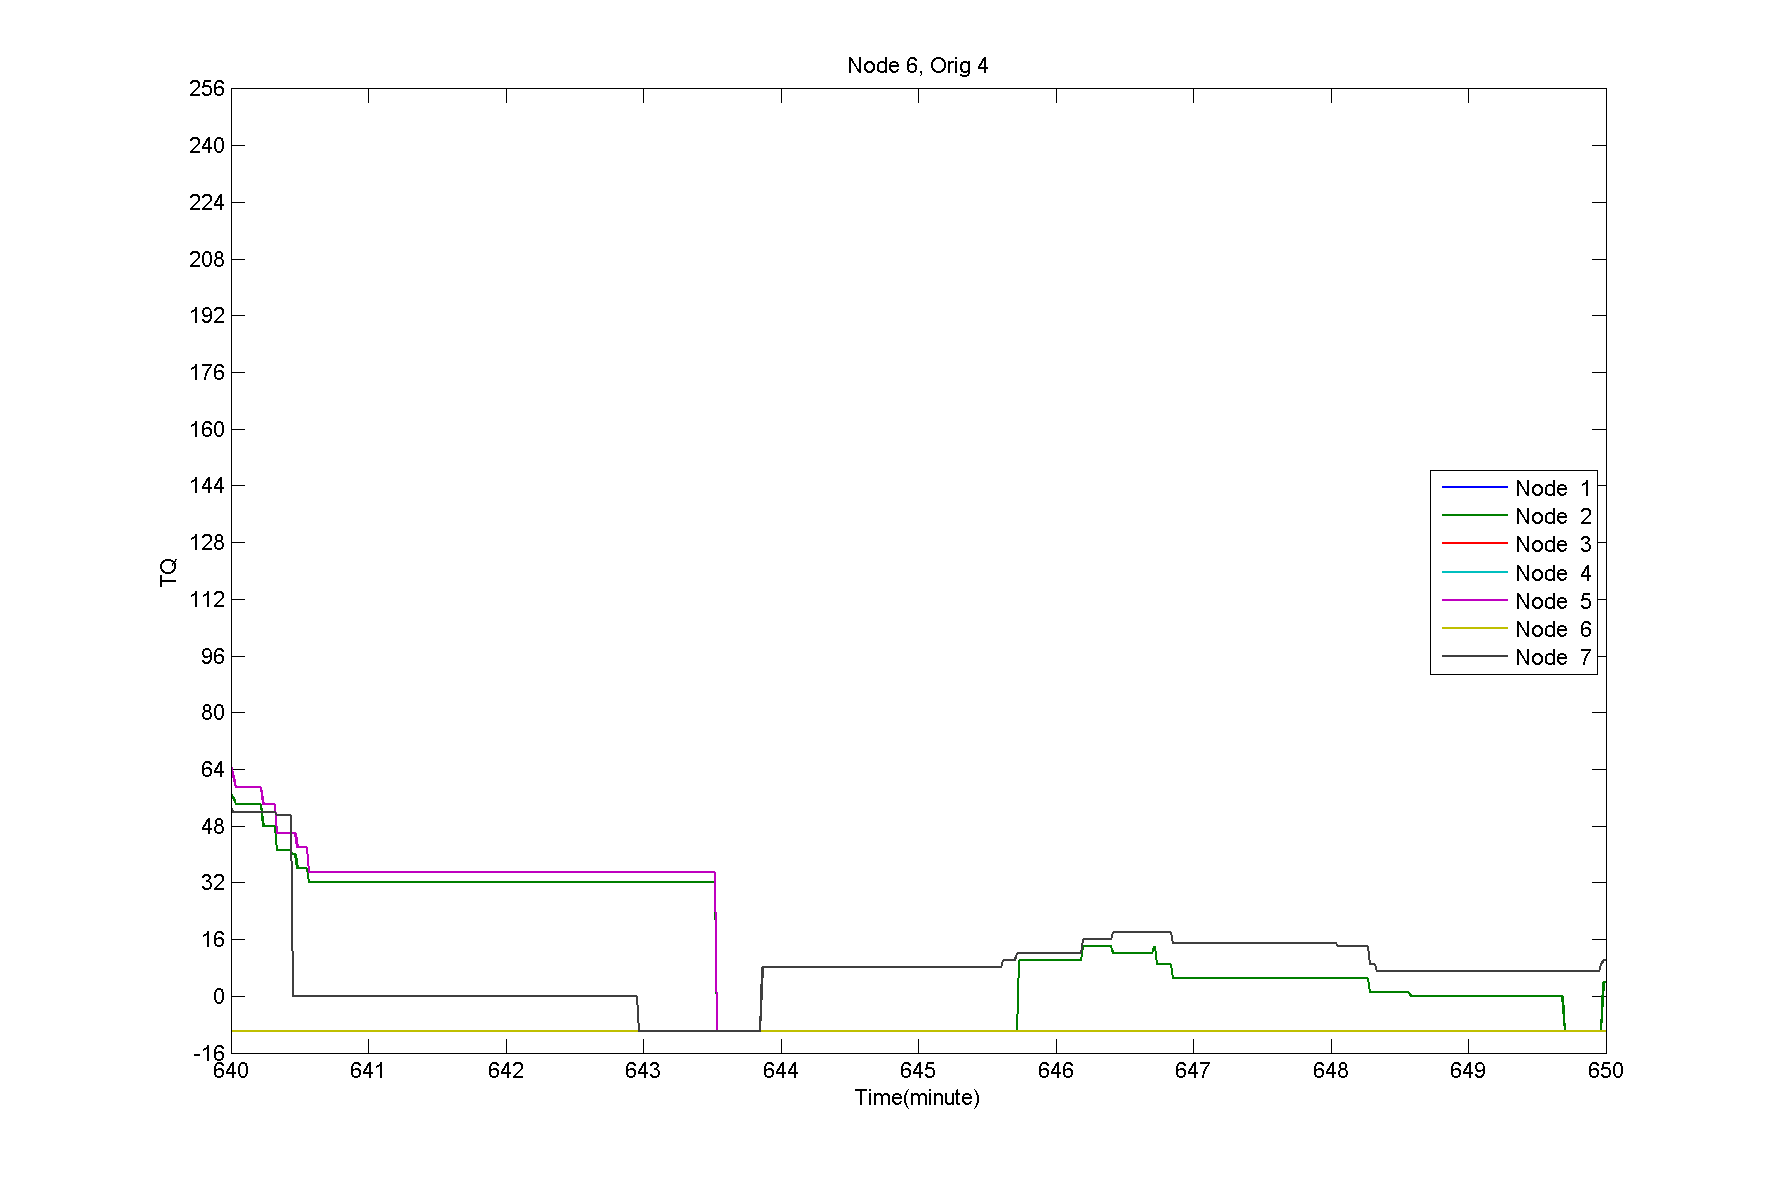 Node 6, Orig 4
256
240
224
208
192
176
160
144
128
112
96
80
64
48
32
16
0
-16
TQ
Node 1
Node 2
Node 3
Node 4
Node 5
Node 6
Node 7
640 641 642 643 644 645 646 647 648 649 650
Time(minute)